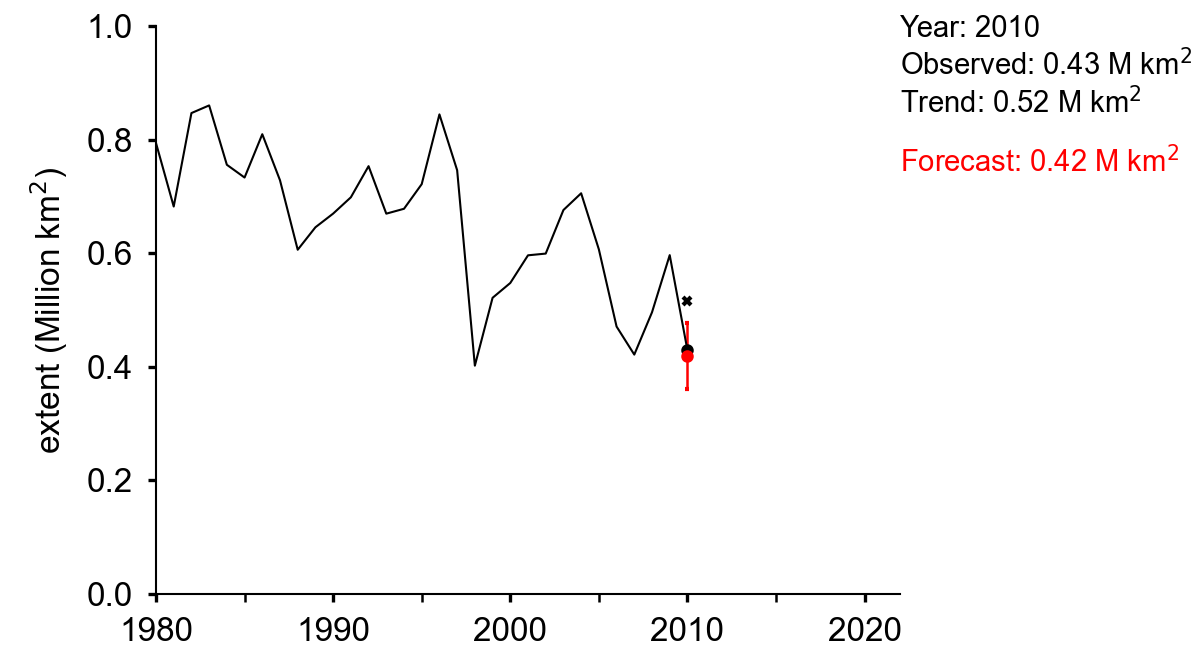 1.0
0.8
0.6
0.4
0.2
0.0
extent (Million km²)
1980 1990 2000 2010 2020
Year: 2010
Observed: 0.43 M km²
Trend: 0.52 M km²
Forecast: 0.42 M km²